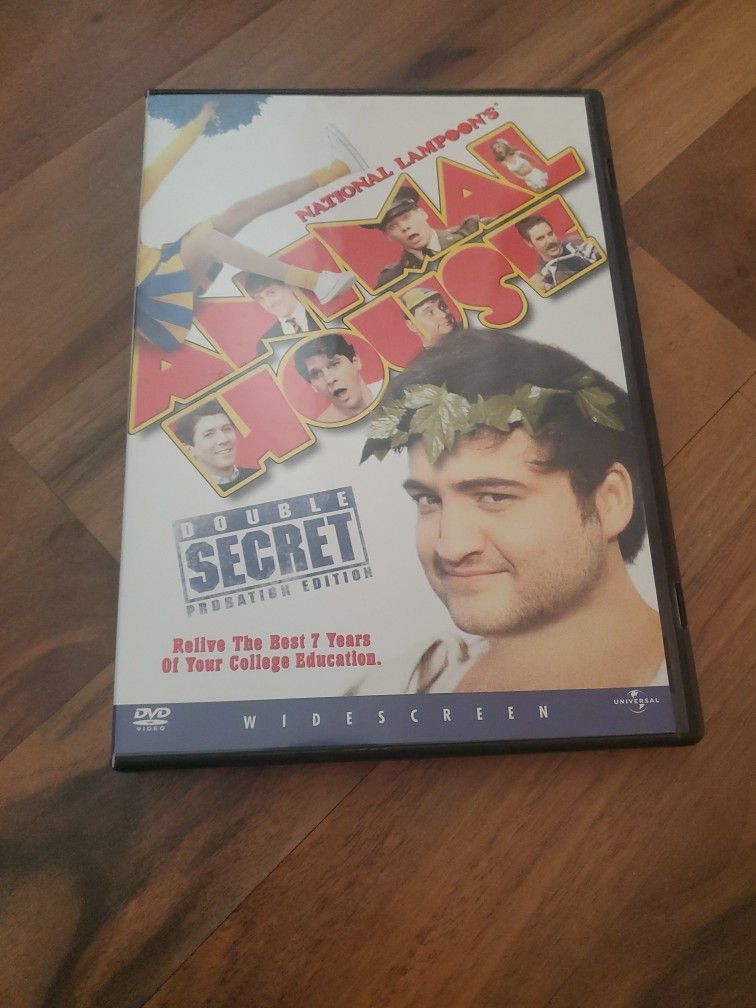 NATIONAL LAMPOON'S
ANIMAL
HOUSE
DOUBLE
SECRET
PROBATION EDITION
Relive The Best 7 Years
Of Your College Education.
DVD
VIDEO
WIDESCREEN
UNIVERSAL